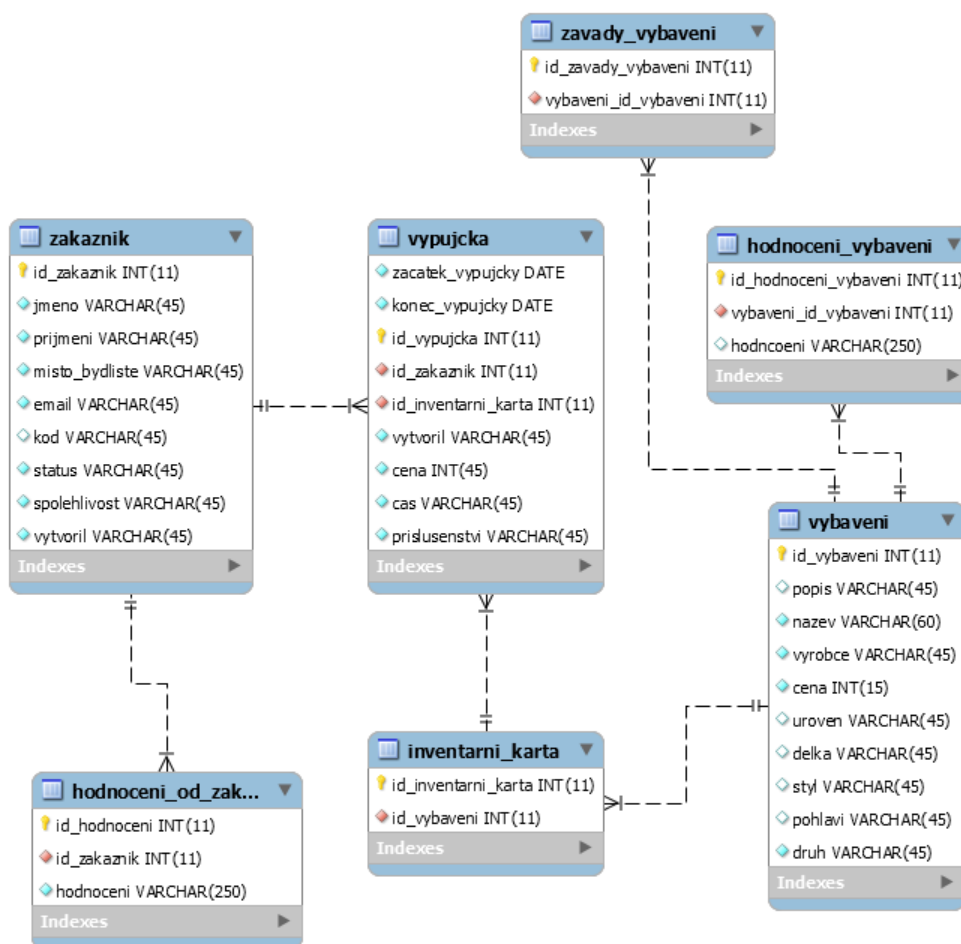 zavady_vybaveni
id_zavady_vybaveni INT(11)
vybaveni_id_vybaveni INT(11)
Indexes
zakaznik
id_zakaznik INT(11)
jmeno VARCHAR(45)
prijmeni VARCHAR(45)
misto_bydliste VARCHAR(45)
email VARCHAR(45)
kod VARCHAR(45)
status VARCHAR(45)
spolehlivost VARCHAR(45)
vytvoril VARCHAR(45)
Indexes
vypujcka
zacatek_vypujcky DATE
konec_vypujcky DATE
id_vypujcka INT(11)
id_zakaznik INT(11)
id_inventarni_karta INT(11)
vytvoril VARCHAR(45)
cena INT(45)
cas VARCHAR(45)
prislusenstvi VARCHAR(45)
Indexes
hodnoceni_vybaveni
id_hodnoceni_vybaveni INT(11)
vybaveni_id_vybaveni INT(11)
hodncoeni VARCHAR(250)
Indexes
vybaveni
id_vybaveni INT(11)
popis VARCHAR(45)
nazev VARCHAR(60)
vyrobce VARCHAR(45)
cena INT(15)
uroven VARCHAR(45)
delka VARCHAR(45)
styl VARCHAR(45)
pohlavi VARCHAR(45)
druh VARCHAR(45)
Indexes
hodnoceni_od_zak...
id_hodnoceni INT(11)
id_zakaznik INT(11)
hodnoceni VARCHAR(250)
Indexes
inventarni_karta
id_inventarni_karta INT(11)
id_vybaveni INT(11)
Indexes